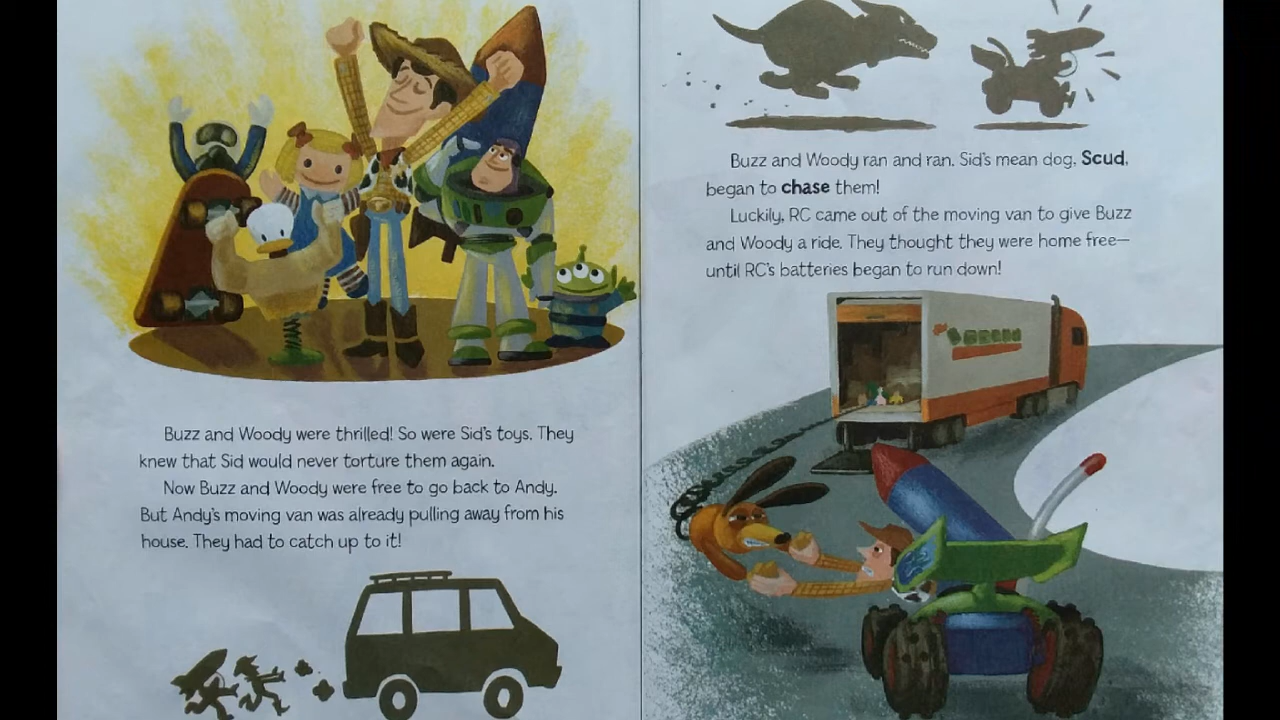 Buzz and Woody were thrilled! So were Sid's toys. They
knew that Sid would never torture them again.
Now Buzz and Woody were free to go back to Andy.
But Andy's moving van was already pulling away from his
house. They had to catch up to it!
Buzz and Woody ran and ran. Sid's mean dog, Scud,
began to chase them!
Luckily, RC came out of the moving van to give Buzz
and Woody a ride. They thought they were home free—
until RC's batteries began to run down!